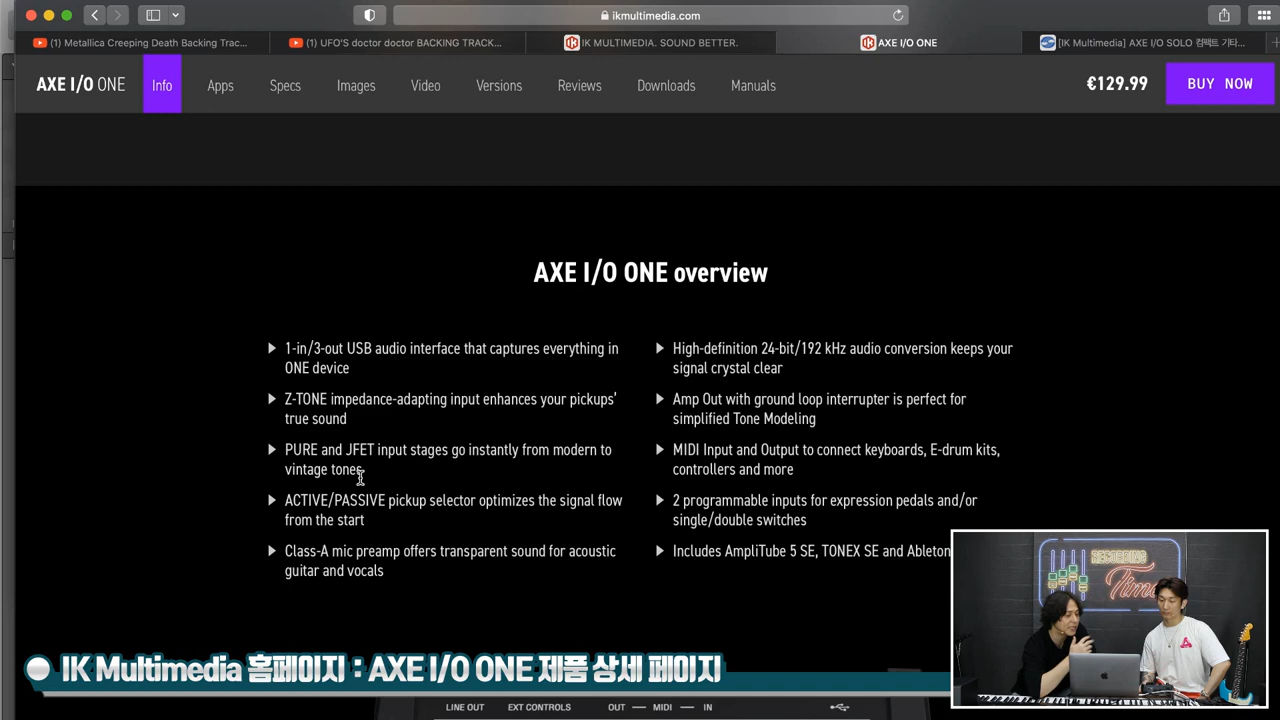 ikmultimedia.com
(1) Metallica Creeping Death Backing Trac...
(1) UFO'S doctor doctor BACKING TRACK...
IK MULTIMEDIA. SOUND BETTER.
AXE I/O ONE
[IK Multimedia] AXE I/O SOLO 컴팩트 기타...
AXE I/O ONE
Info
Apps
Specs
Images
Video
Versions
Reviews
Downloads
Manuals
€129.99
BUY NOW
AXE I/O ONE overview
1-in/3-out USB audio interface that captures everything in
ONE device
Z-TONE impedance-adapting input enhances your pickups'
true sound
PURE and JFET input stages go instantly from modern to
vintage tones
ACTIVE/PASSIVE pickup selector optimizes the signal flow
from the start
Class-A mic preamp offers transparent sound for acoustic
guitar and vocals
High-definition 24-bit/192 kHz audio conversion keeps your
signal crystal clear
Amp Out with ground loop interrupter is perfect for
simplified Tone Modeling
MIDI Input and Output to connect keyboards, E-drum kits,
controllers and more
2 programmable inputs for expression pedals and/or
single/double switches
Includes AmpliTube 5 SE, TONEX SE and Ableton
RECORDING
Time
IK Multimedia 홈페이지 : AXE I/O ONE 제품 상세 페이지
LINE OUT
EXT CONTROLS
OUT — MIDI — IN